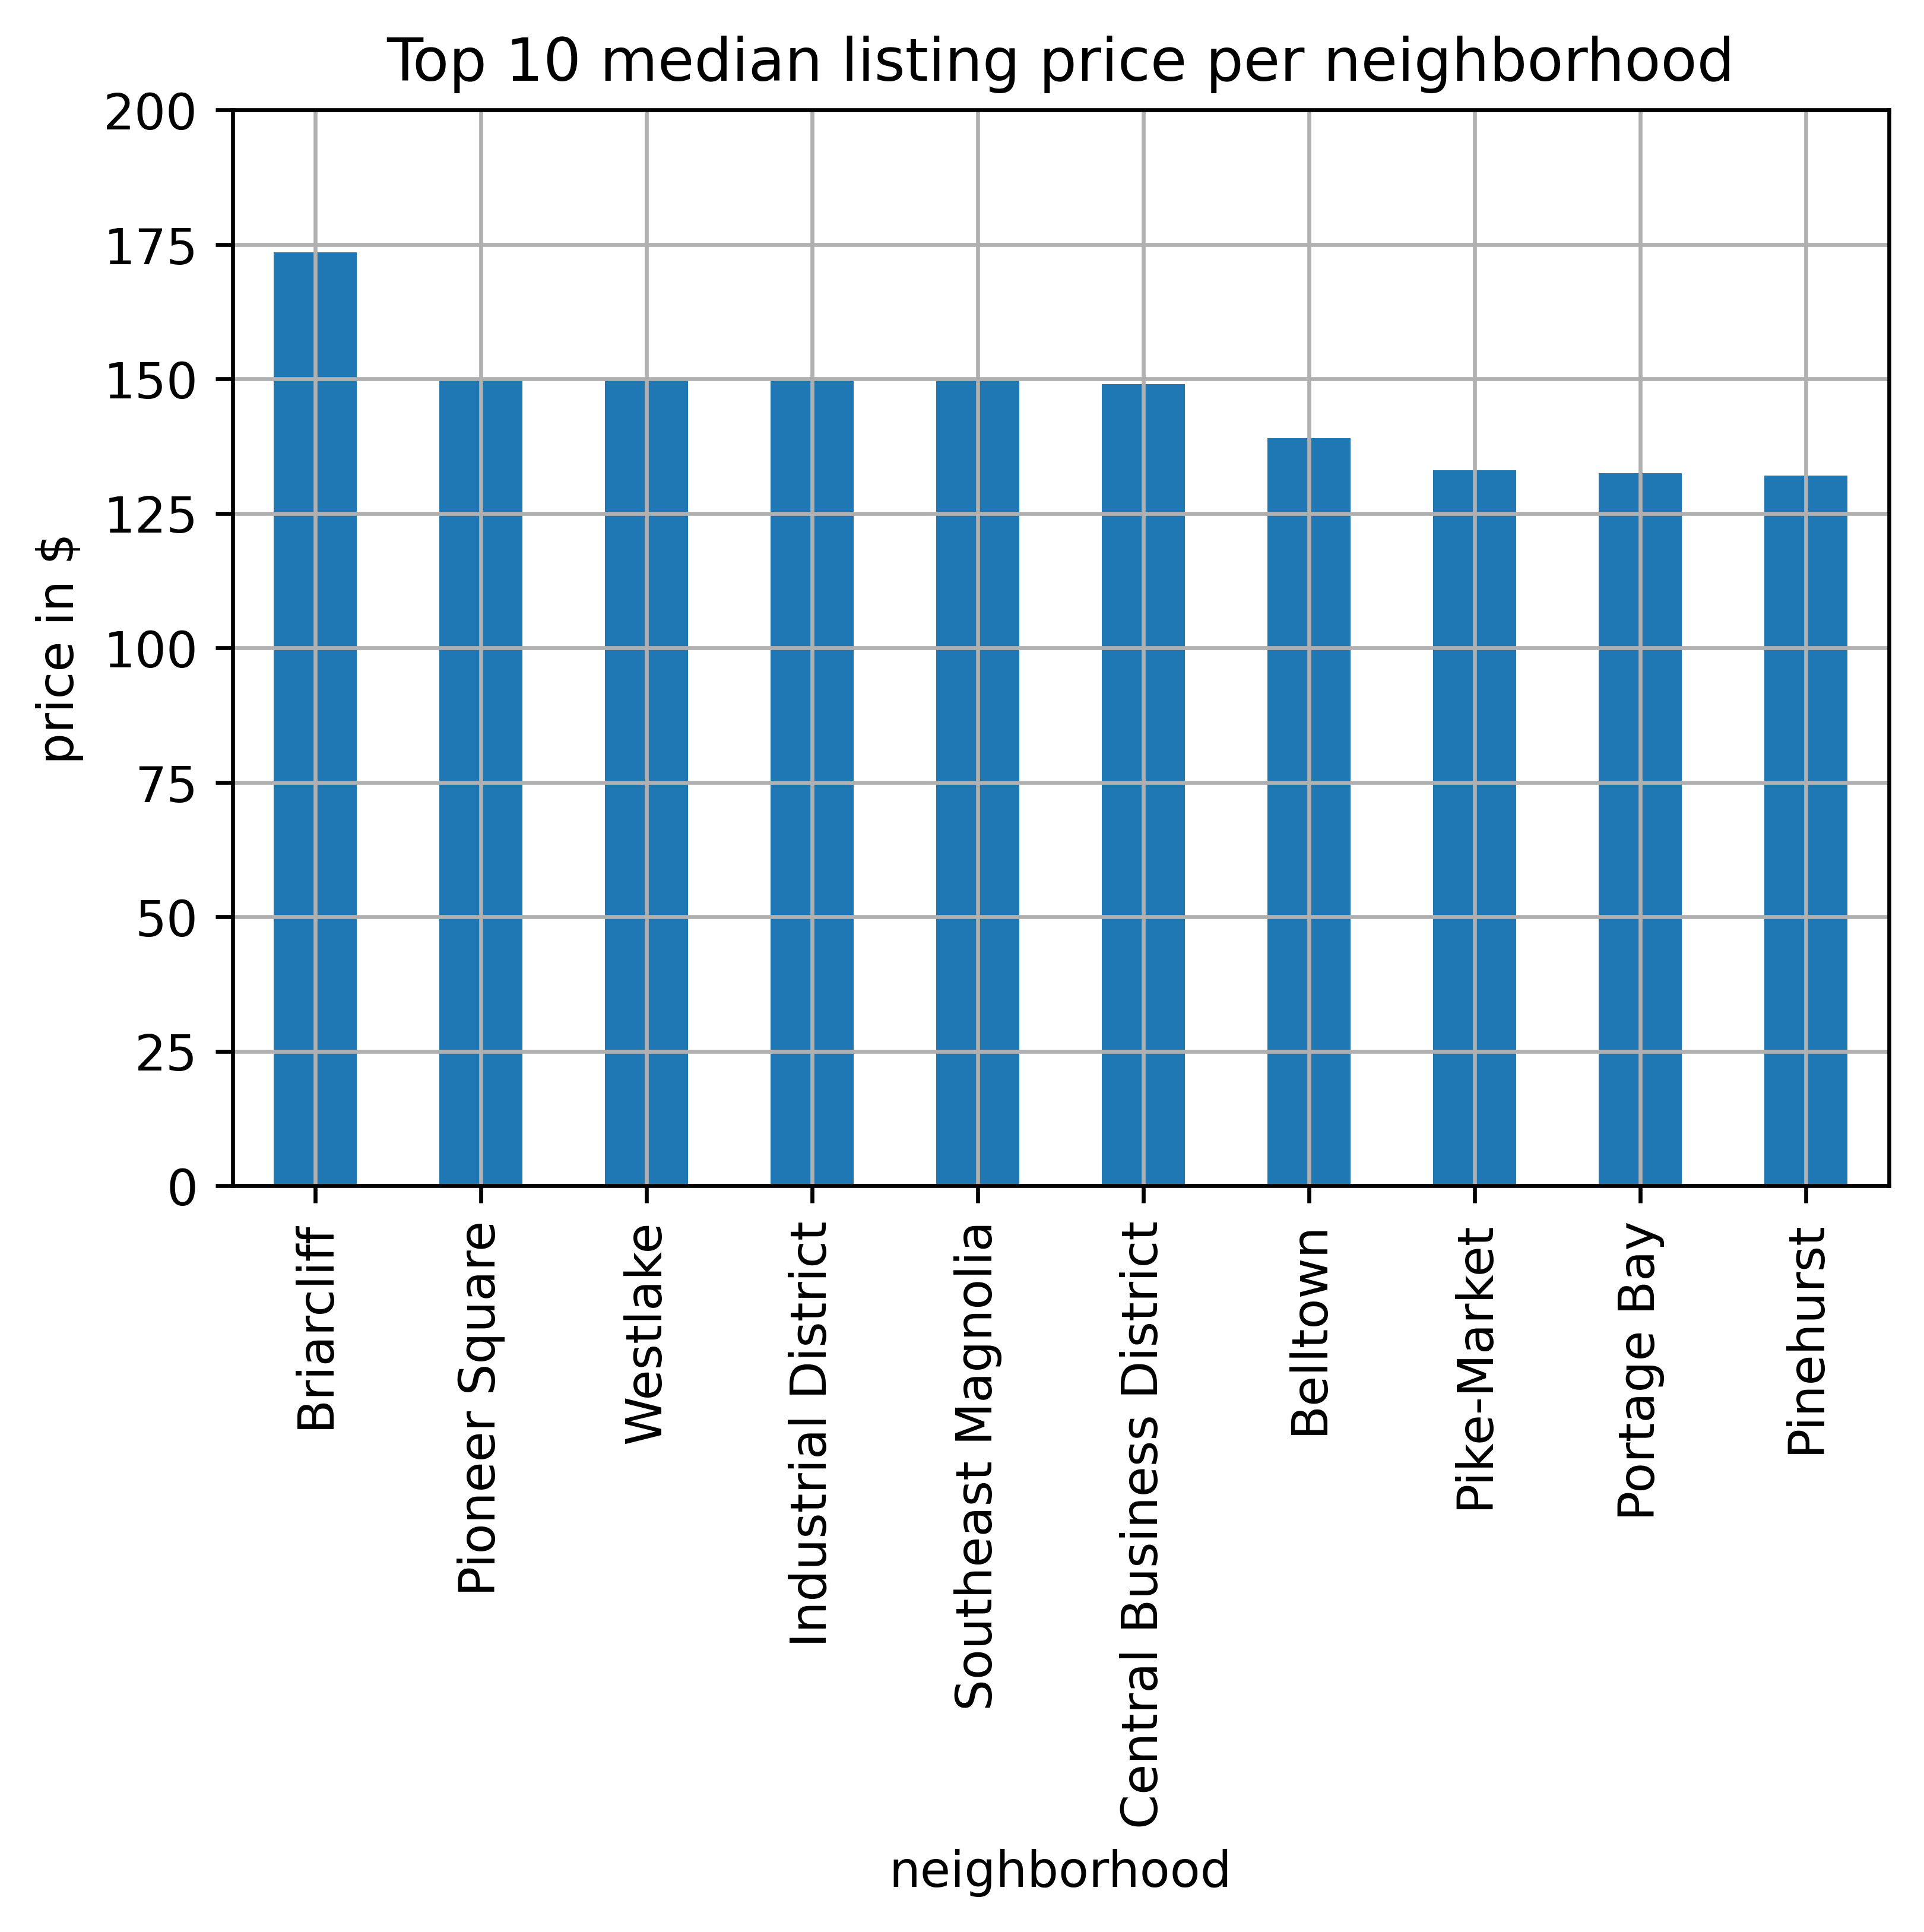 Top 10 median listing price per neighborhood
200
175
150
125
100
75
50
25
0
price in $
Briarcliff
Pioneer Square
Westlake
Industrial District
Southeast Magnolia
Central Business District
Belltown
Pike-Market
Portage Bay
Pinehurst
neighborhood